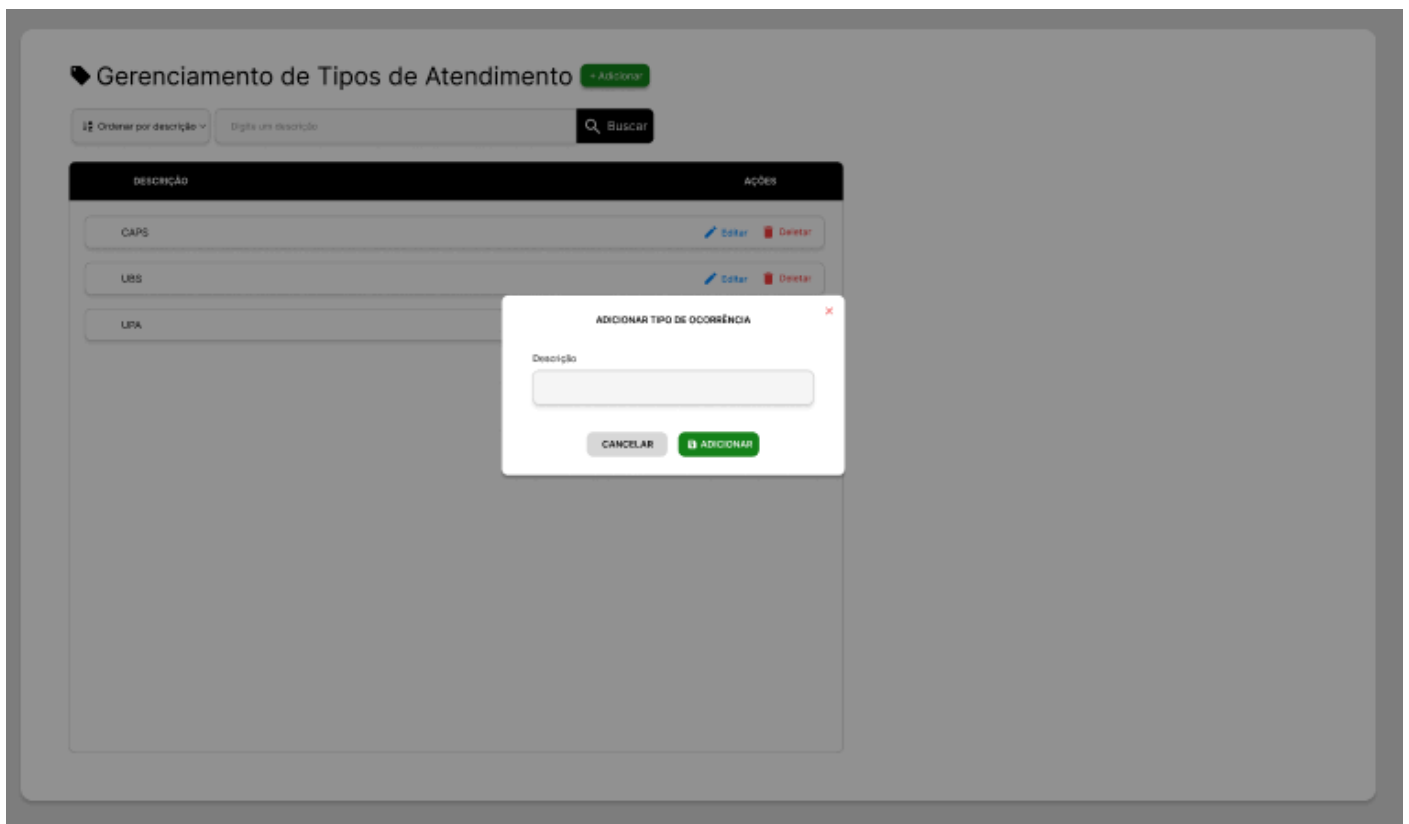 Gerenciamento de Tipos de Atendimento + Adicionar
Ordenar por descrição Digite um descrição Buscar
DESCRIÇÃO AÇÕES
CAPS Editar Deletar
UBS Editar Deletar
UPA
ADICIONAR TIPO DE OCORRÊNCIA
Descrição
CANCELAR ADICIONAR